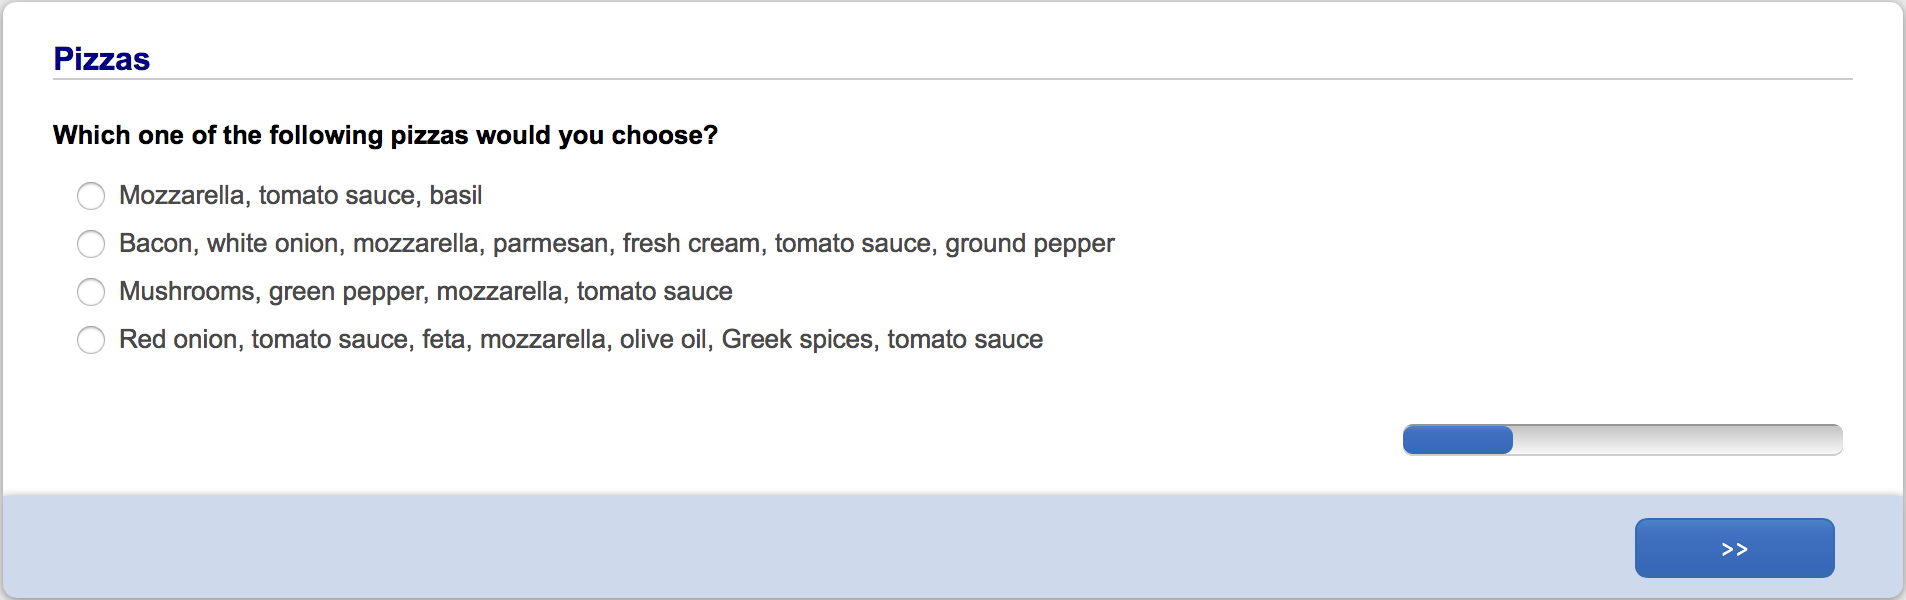 Pizzas
Which one of the following pizzas would you choose?
Mozzarella, tomato sauce, basil
Bacon, white onion, mozzarella, parmesan, fresh cream, tomato sauce, ground pepper
Mushrooms, green pepper, mozzarella, tomato sauce
Red onion, tomato sauce, feta, mozzarella, olive oil, Greek spices, tomato sauce
>>